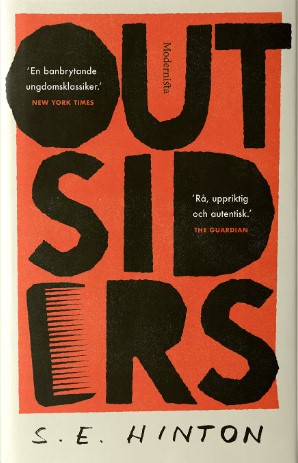 OUT
Modernista
'En banbrytande
ungdomsklassiker.'
NEW YORK TIMES
SID
'Rå, uppriktig
och autentisk.'
THE GUARDIAN
ERS
S. E. HINTON